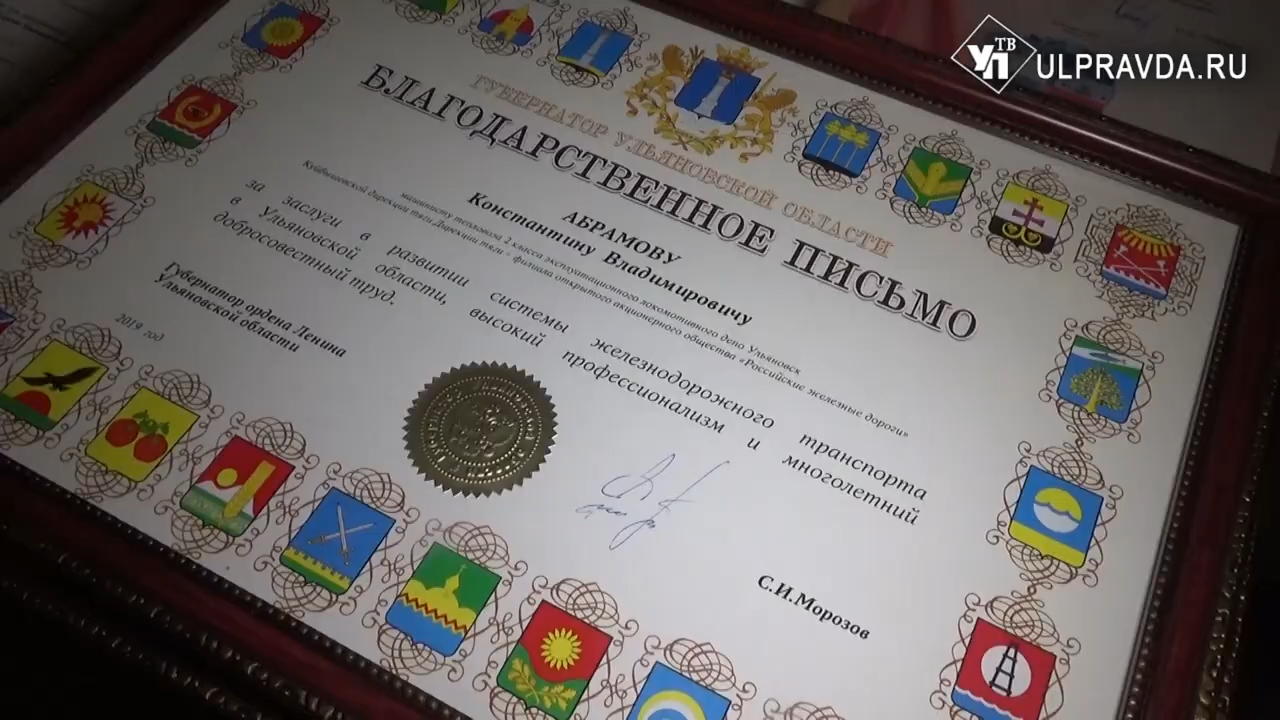 УП ТВ ULPRAVDA.RU
ГУБЕРНАТОР УЛЬЯНОВСКОЙ ОБЛАСТИ
БЛАГОДАРСТВЕННОЕ ПИСЬМО
АБРАМОВУ
Константину Владимировичу
машинисту тепловоза 2 класса эксплуатационного локомотивного депо Ульяновск
Куйбышевской дирекции тяги Дирекции тяги - филиала открытого акционерного общества «Российские железные дороги»
за заслуги в развитии системы железнодорожного транспорта
в Ульяновской области, высокий профессионализм и многолетний
добросовестный труд.
Губернатор ордена Ленина
Ульяновской области
С.И.Морозов
2019 год